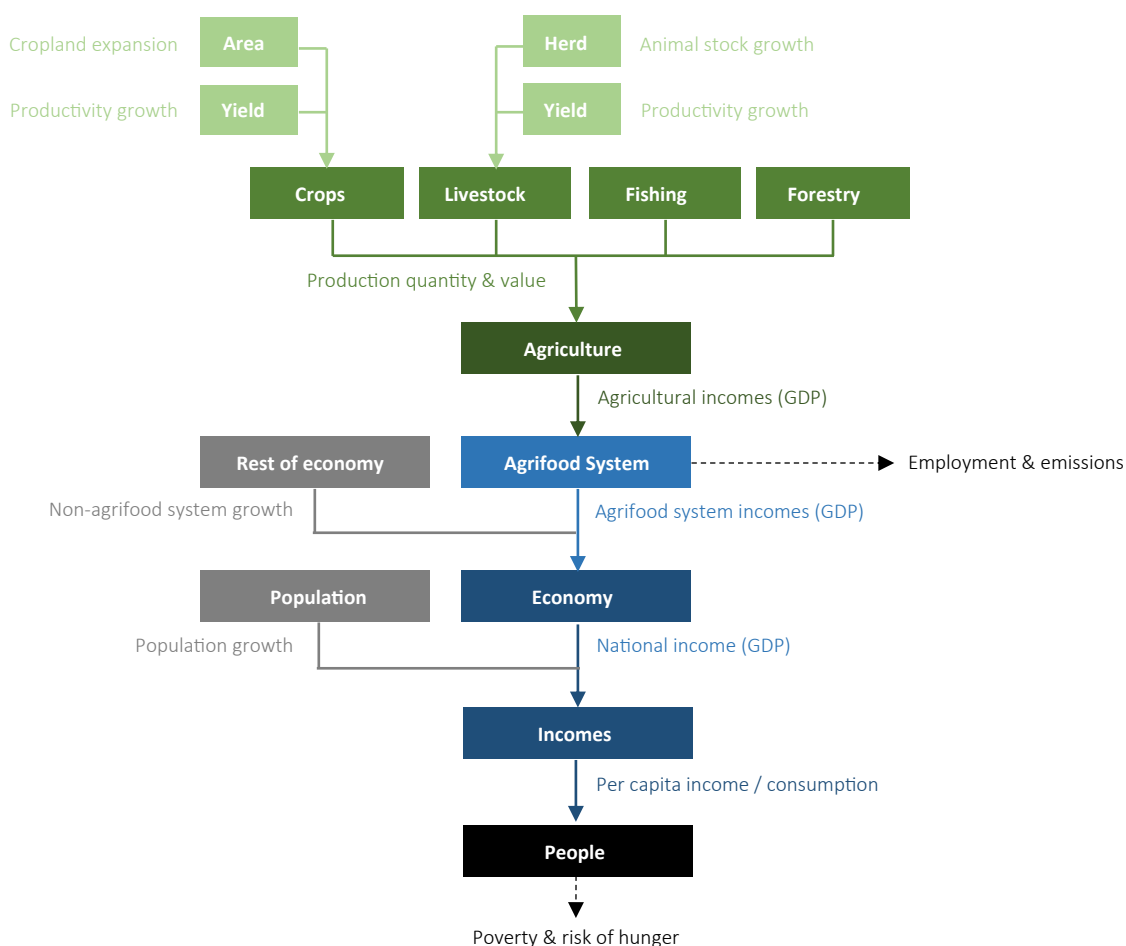 Cropland expansion
Area
Herd
Animal stock growth
Productivity growth
Yield
Yield
Productivity growth
Crops
Livestock
Fishing
Forestry
Production quantity & value
Agriculture
Agricultural incomes (GDP)
Rest of economy
Agrifood System
Employment & emissions
Non-agrifood system growth
Agrifood system incomes (GDP)
Population
Economy
Population growth
National income (GDP)
Incomes
Per capita income / consumption
People
Poverty & risk of hunger